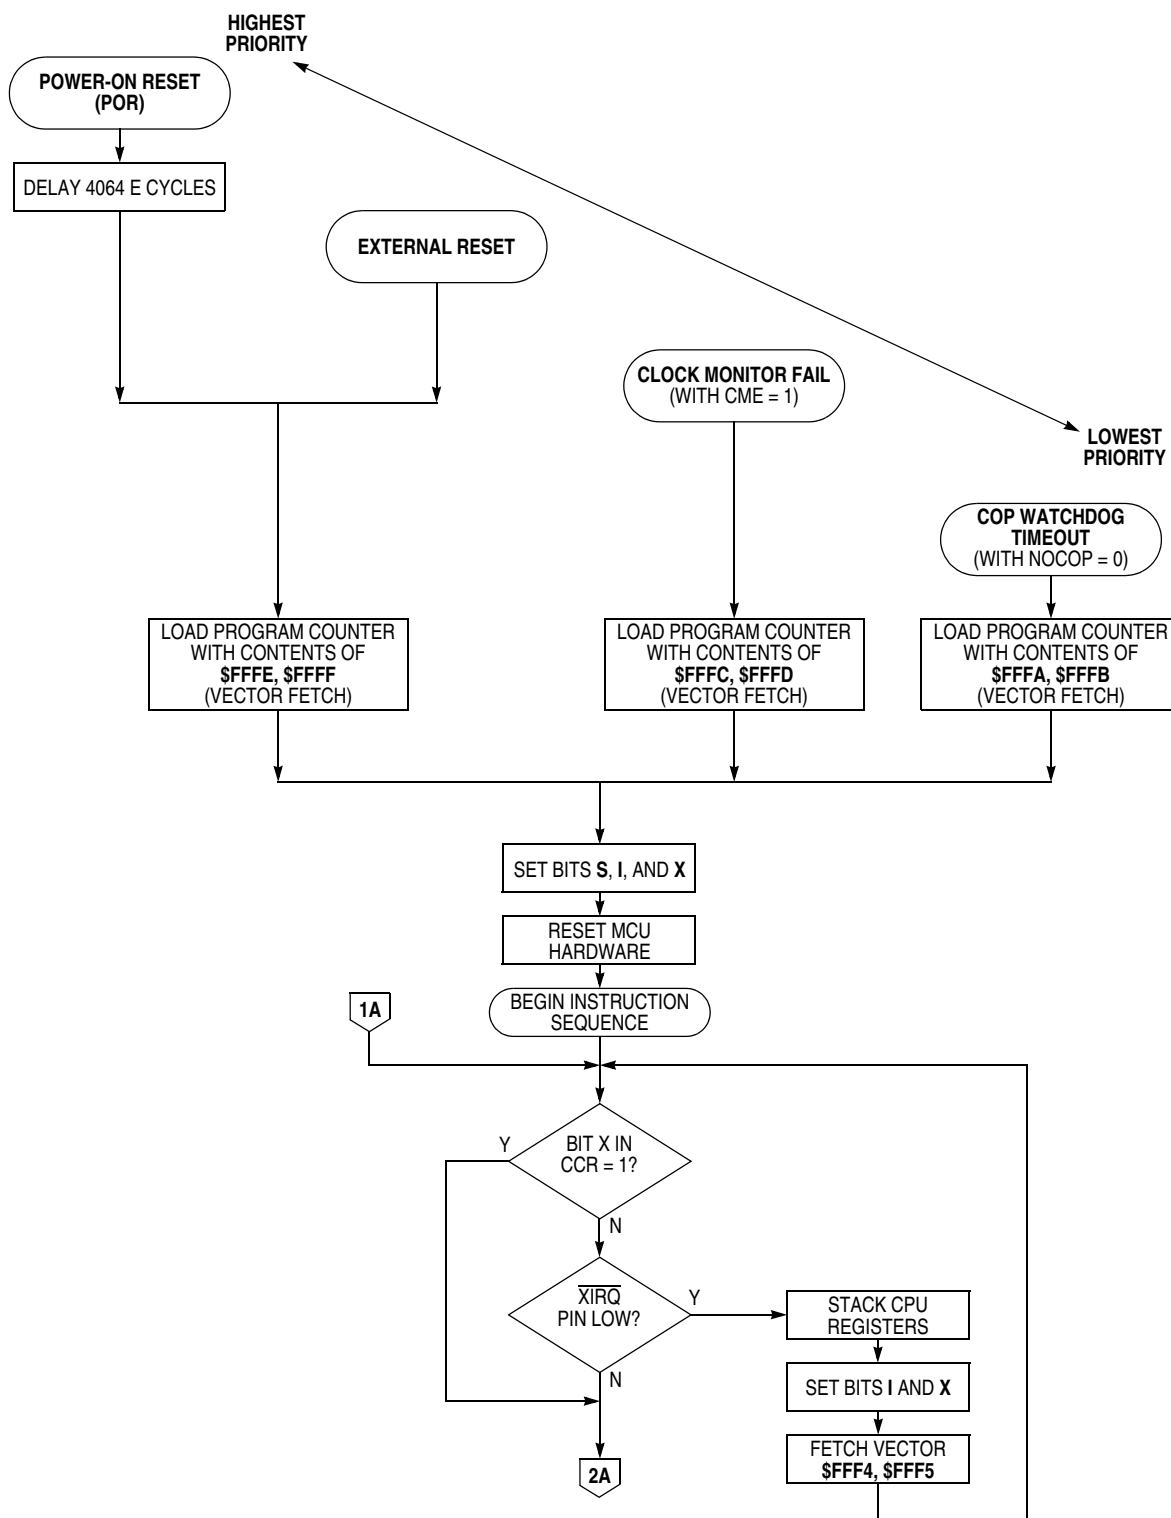 HIGHEST
PRIORITY
POWER-ON RESET
(POR)
DELAY 4064 E CYCLES
EXTERNAL RESET
CLOCK MONITOR FAIL
(WITH CME = 1)
LOWEST
PRIORITY
COP WATCHDOG
TIMEOUT
(WITH NOCOP = 0)
LOAD PROGRAM COUNTER
WITH CONTENTS OF
$FFFE, $FFFF
(VECTOR FETCH)
LOAD PROGRAM COUNTER
WITH CONTENTS OF
$FFFC, $FFFD
(VECTOR FETCH)
LOAD PROGRAM COUNTER
WITH CONTENTS OF
$FFFA, $FFFB
(VECTOR FETCH)
SET BITS S, I, AND X
RESET MCU
HARDWARE
BEGIN INSTRUCTION
SEQUENCE
1A
Y
BIT X IN
CCR = 1?
N
XIRQ
PIN LOW?
Y
STACK CPU
REGISTERS
N
SET BITS I AND X
FETCH VECTOR
$FFF4, $FFF5
2A